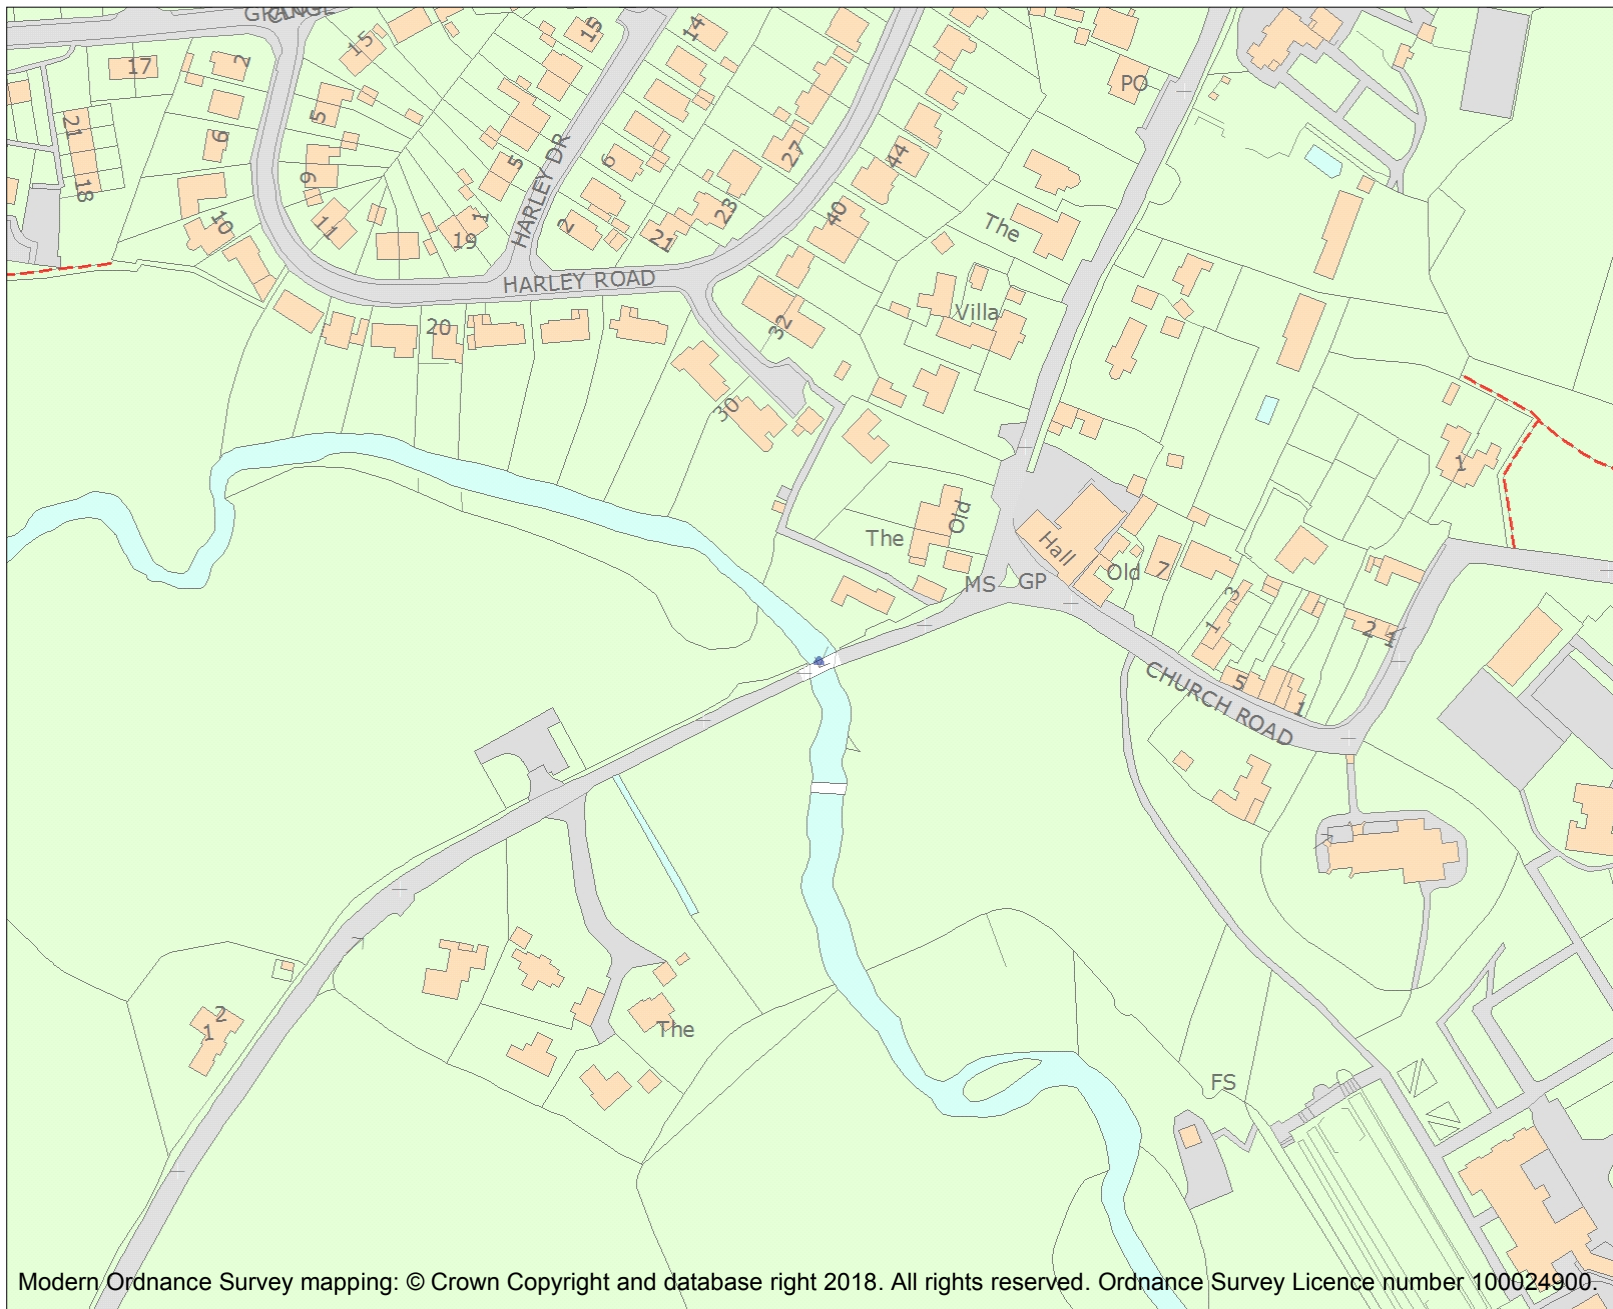 GRANGE
15
15
14
17
2
PO
5
21
6
27
5
6
44
9
18
10
11
1
2
23
40
HARLEY DR
The
19
21
HARLEY ROAD
Villa
20
32
30
1
Old
The
Hall
MS
GP
Old
7
3
1
2
1
CHURCH ROAD
5
1
2
1
The
FS
Modern Ordnance Survey mapping: © Crown Copyright and database right 2018. All rights reserved. Ordnance Survey Licence number 100024900.